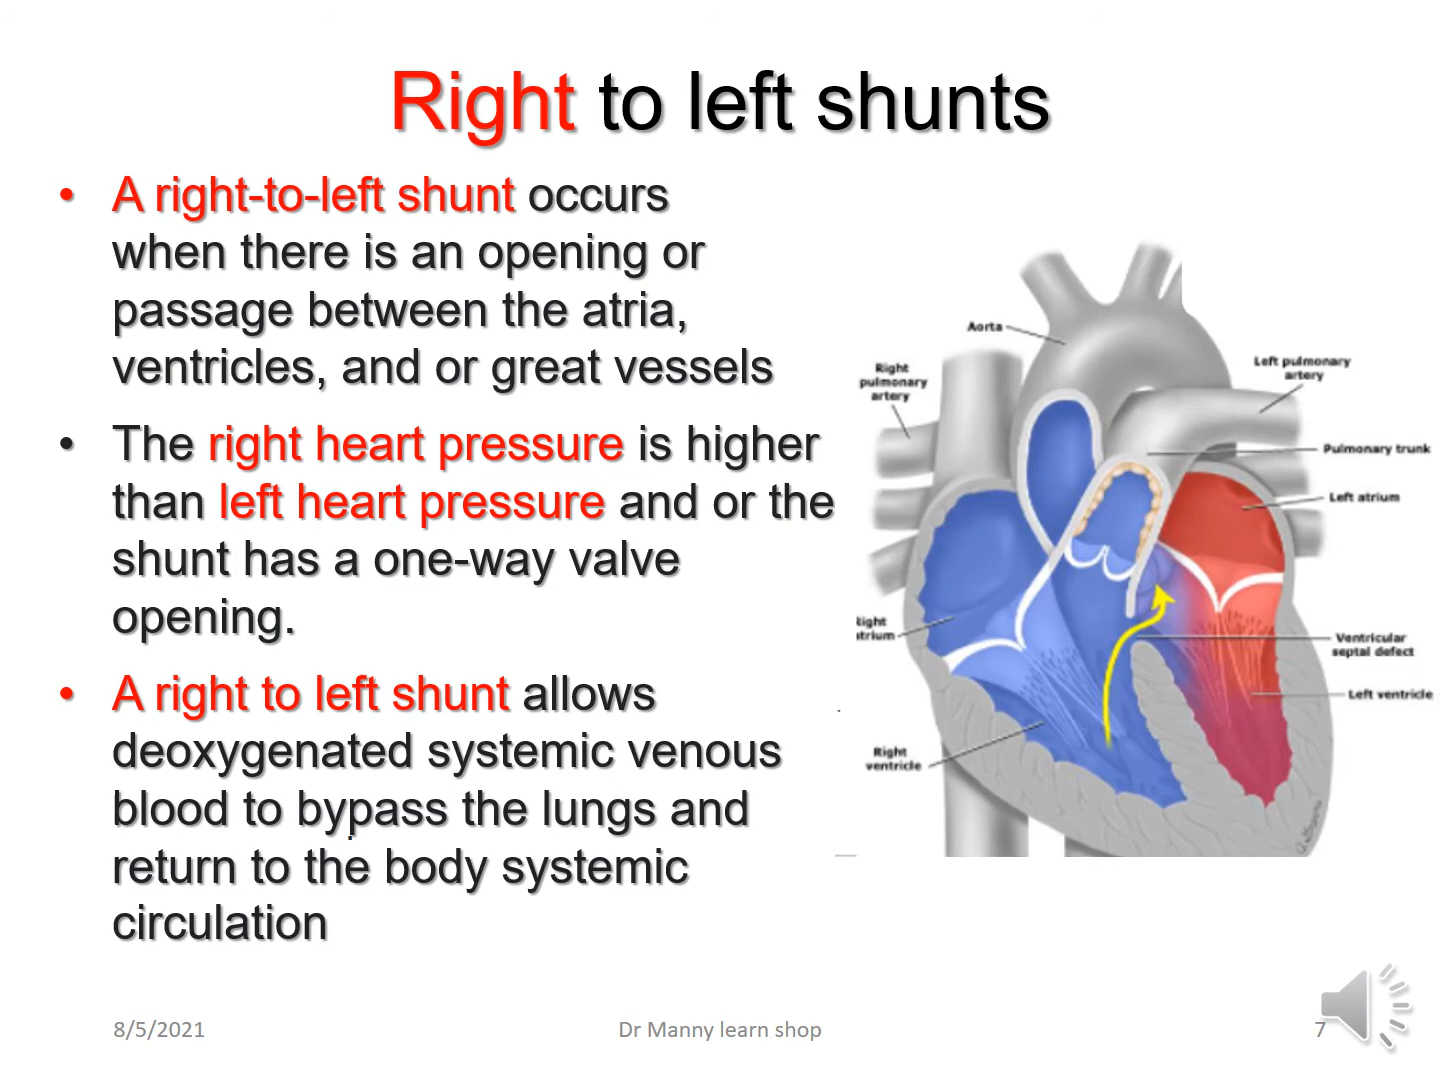 Right to left shunts
• A right-to-left shunt occurs
when there is an opening or
passage between the atria,
ventricles, and or great vessels
• The right heart pressure is higher
than left heart pressure and or the
shunt has a one-way valve
opening.
• A right to left shunt allows
deoxygenated systemic venous
blood to bypass the lungs and
return to the body systemic
circulation
Aorta
Right
pulmonary
artery
Left pulmonary
artery
Pulmonary trunk
Left atrium
Right
atrium
Ventricular
septal defect
Left ventricle
Right
ventricle
8/5/2021
Dr Manny learn shop
7